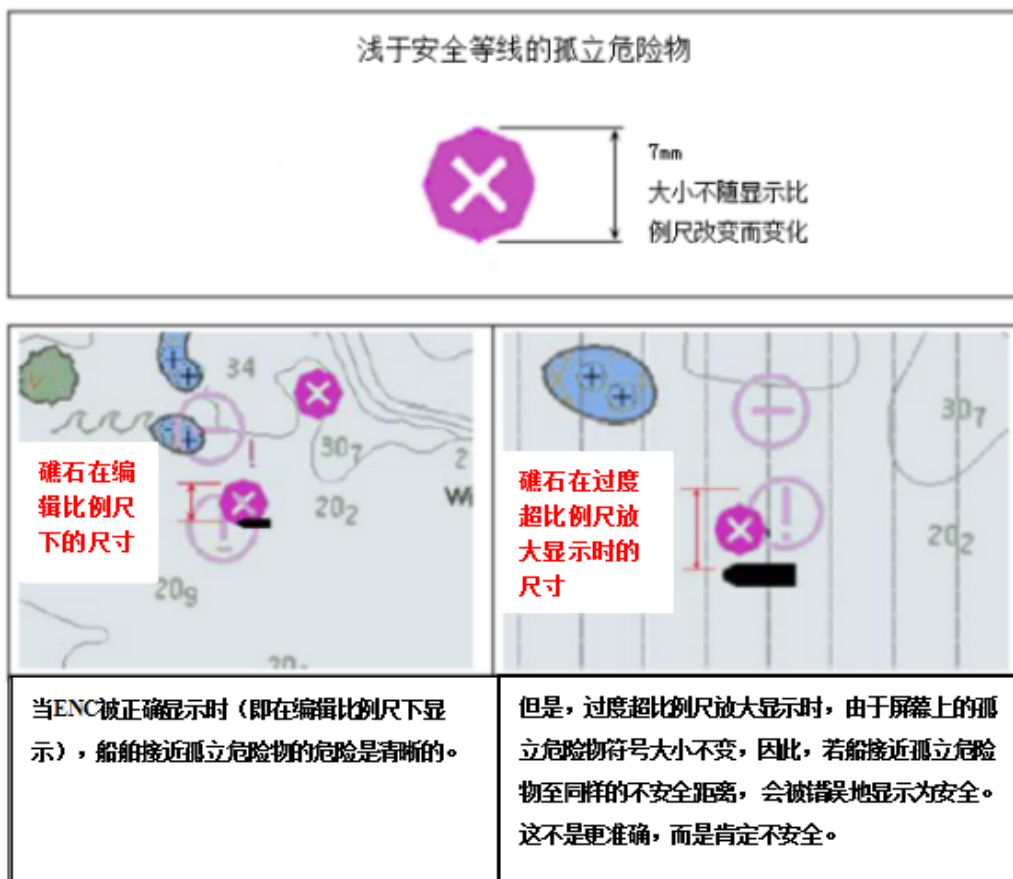 浅于安全等线的孤立危险物
7mm
大小不随显示比
例尺改变而变化
34
30₇
2
20₂
Wi
20₉
礁石在编
辑比例尺
下的尺寸
30₇
20₂
礁石在过度
超比例尺放
大显示时的
尺寸
当ENC被正确显示时（即在编辑比例尺下显
示），船舶接近孤立危险物的危险是清晰的。
但是，过度超比例尺放大显示时，由于屏幕上的孤
立危险物符号大小不变，因此，若船接近孤立危险
物至同样的不安全距离，会被错误地显示为安全。
这不是更准确，而是肯定不安全。